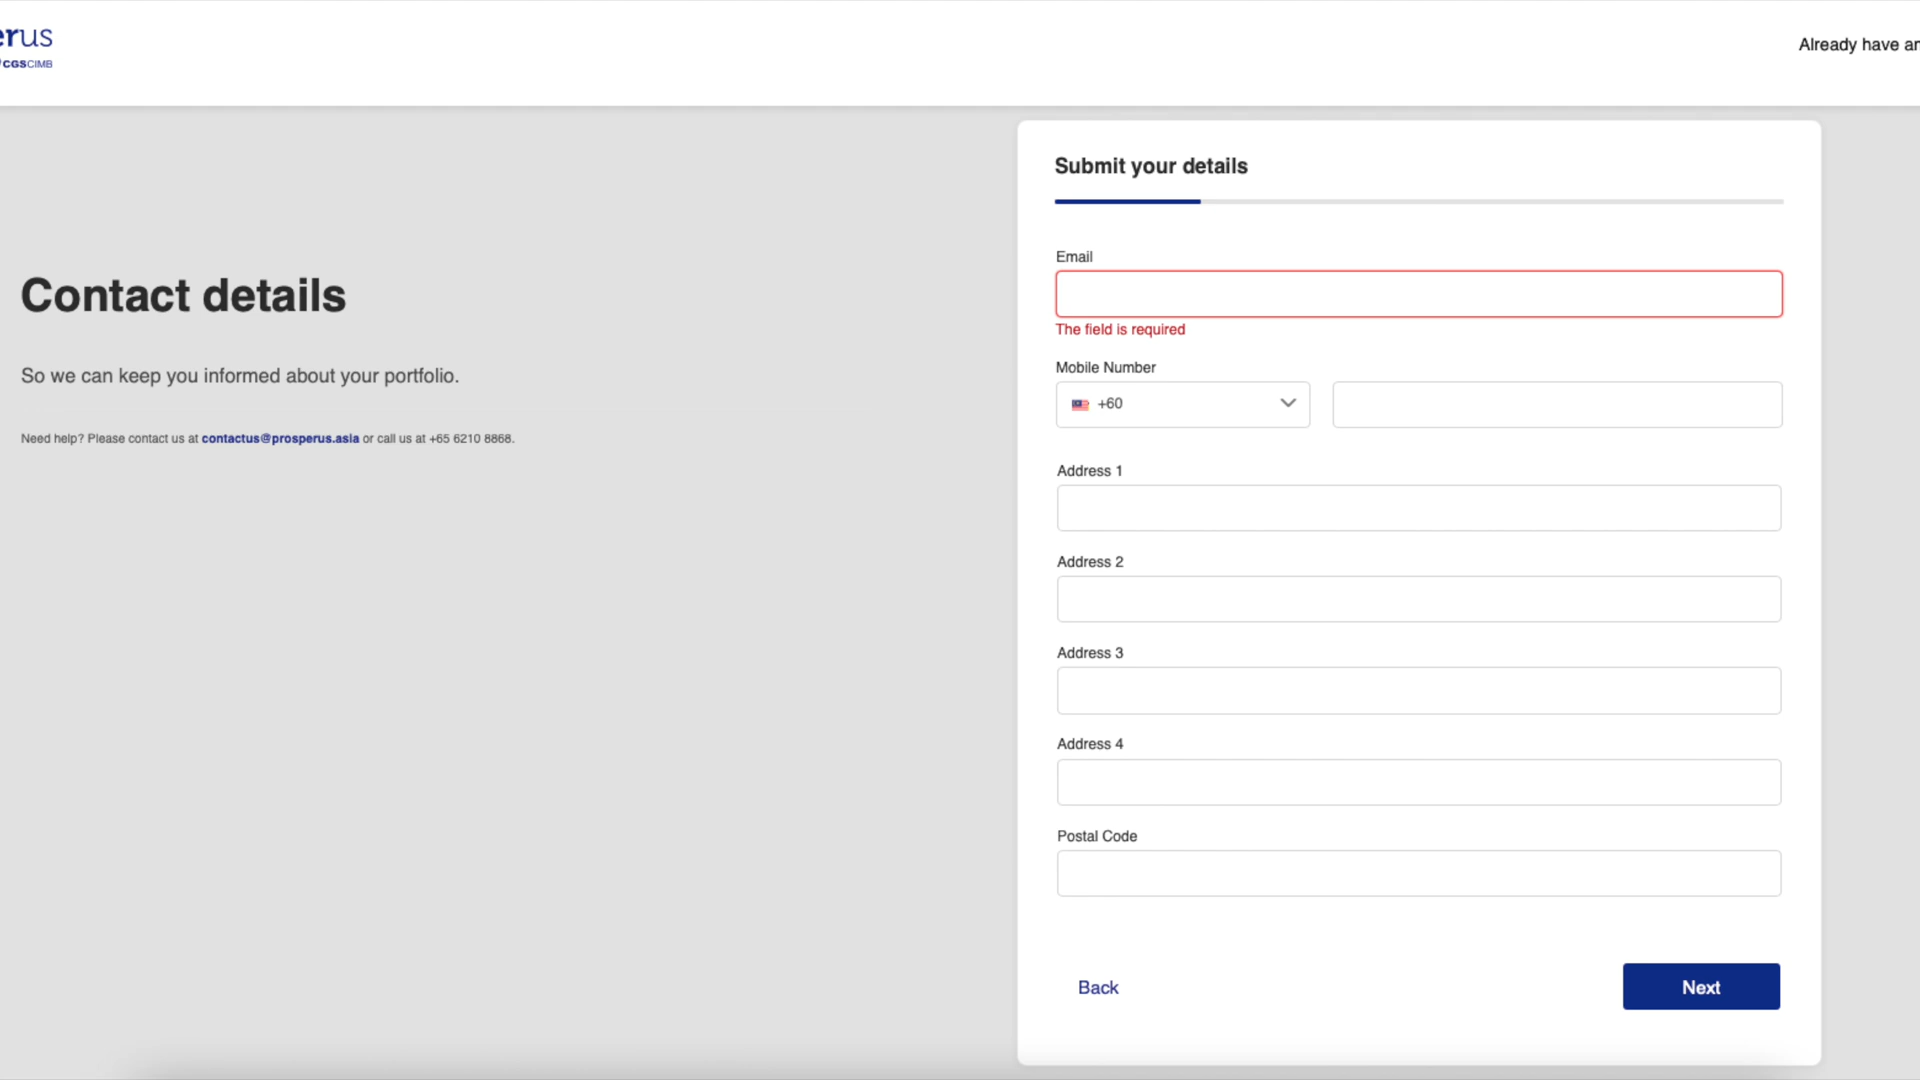 erus
CGSCIMB
Already have an
Submit your details
Email
The field is required
Mobile Number
+60
Address 1
Address 2
Address 3
Address 4
Postal Code
Back
Next
Contact details
So we can keep you informed about your portfolio.
Need help? Please contact us at contactus@prosperus.asia or call us at +65 6210 8868.